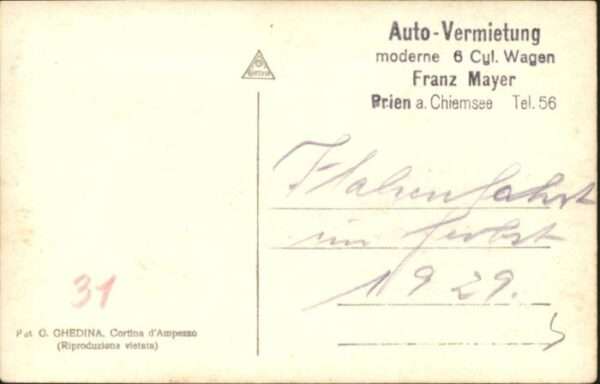 Auto-Vermietung
moderne 6 Cyl. Wagen
Franz Mayer
Prien a. Chiemsee Tel. 56
Italienfahrt
im Herbst
1929.
31
Fot. G. GHEDINA, Cortina d'Ampezzo
(Riproduzione vietata)